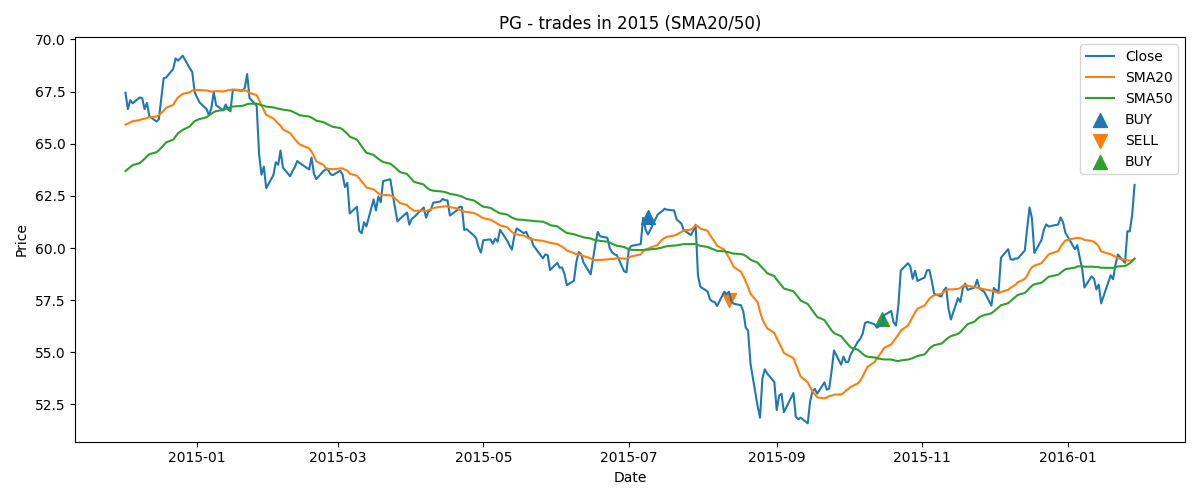 PG - trades in 2015 (SMA20/50)
70.0
67.5
65.0
62.5
60.0
57.5
55.0
52.5
Price
Close
SMA20
SMA50
BUY
SELL
BUY
2015-01
2015-03
2015-05
2015-07
2015-09
2015-11
2016-01
Date